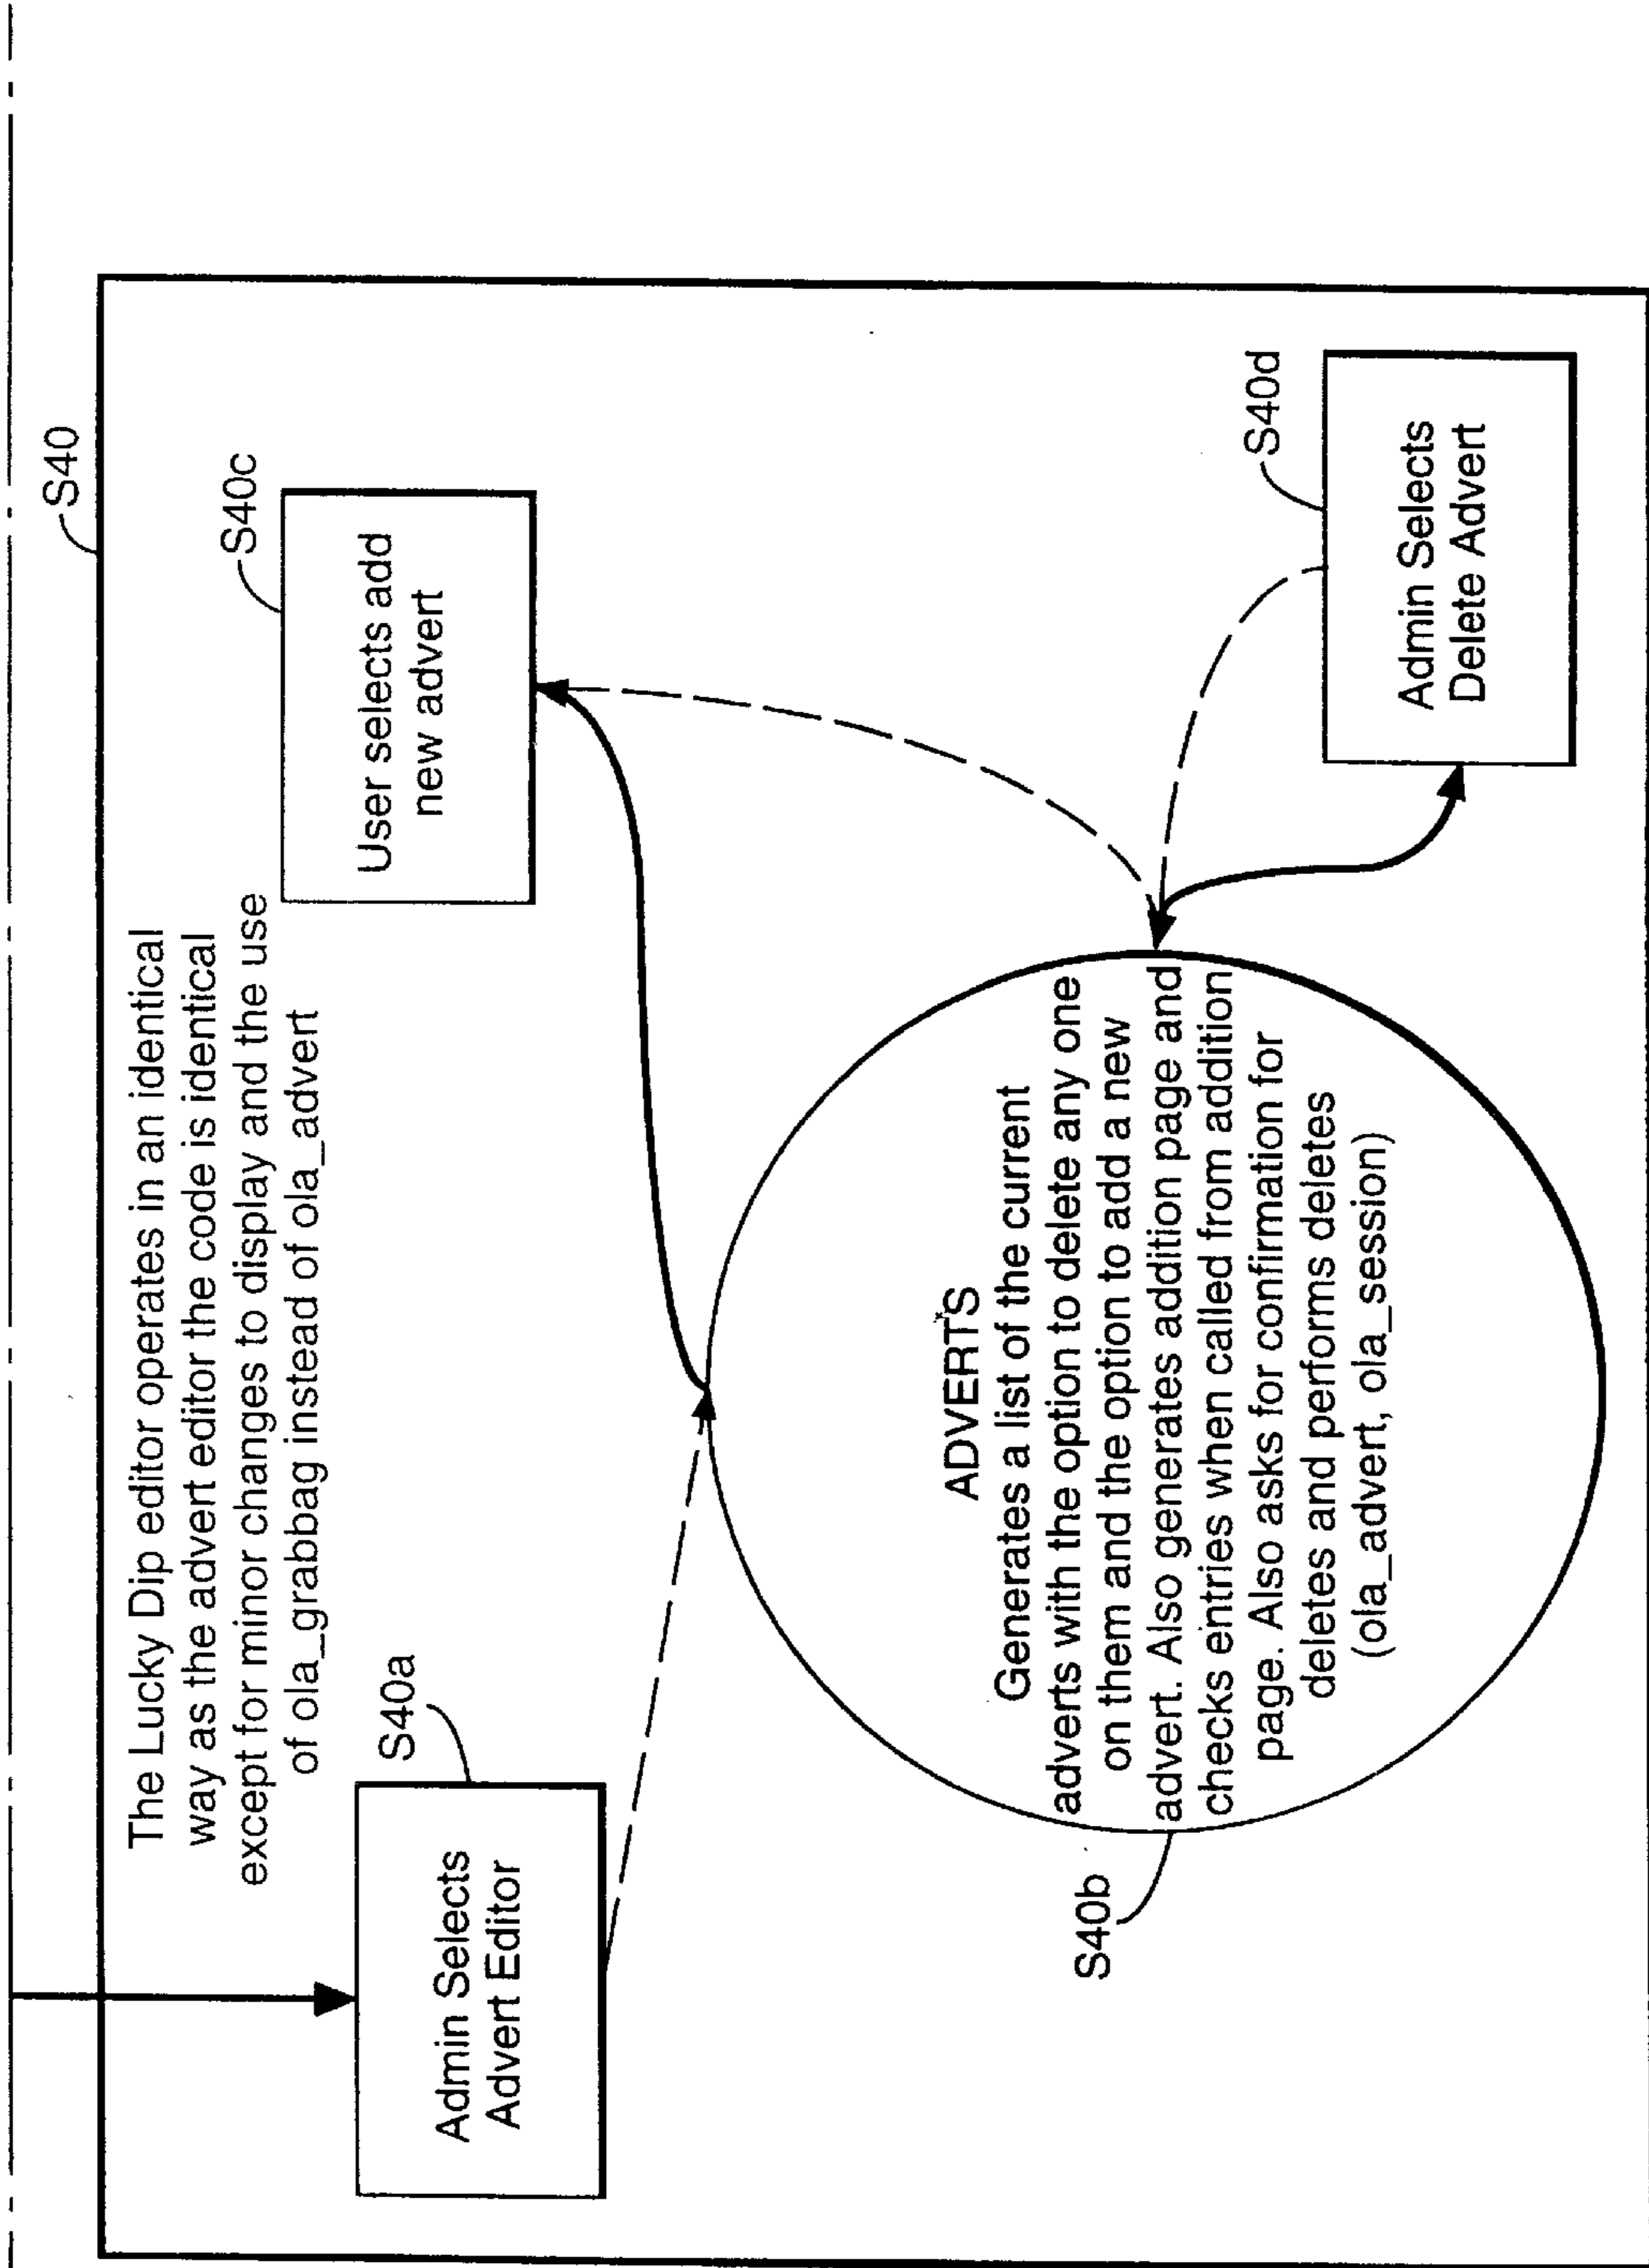 S40
The Lucky Dip editor operates in an identical
way as the advert editor the code is identical
except for minor changes to display and the use
of ola_grabbag instead of ola_advert
S40a
Admin Selects
Advert Editor
S40c
User selects add
new advert
S40b
ADVERTS
Generates a list of the current
adverts with the option to delete any one
on them and the option to add a new
advert. Also generates addition page and
checks entries when called from addition
page. Also asks for confirmation for
deletes and performs deletes
(ola_advert, ola_session)
S40d
Admin Selects
Delete Advert